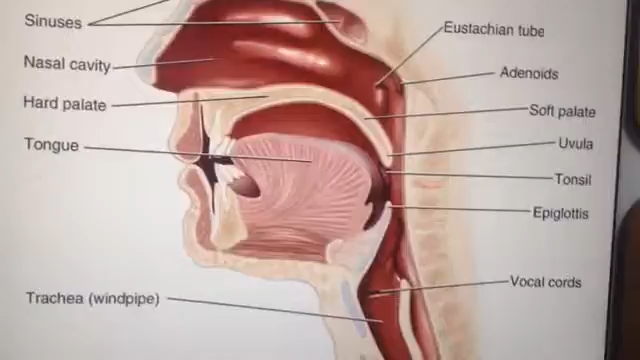 Sinuses
Nasal cavity
Hard palate
Tongue
Trachea (windpipe)
Eustachian tube
Adenoids
Soft palate
Uvula
Tonsil
Epiglottis
Vocal cords